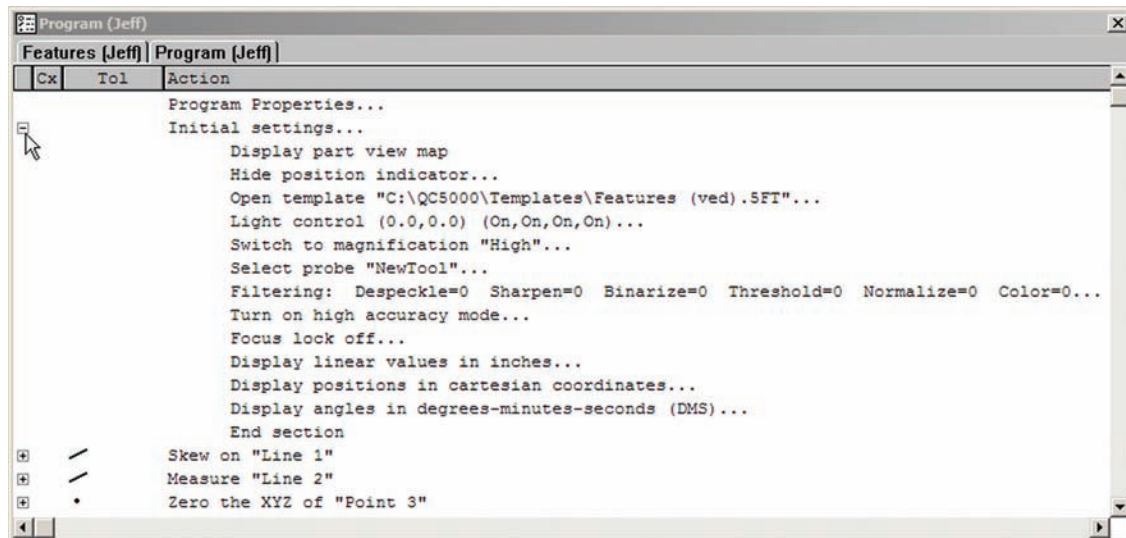 Program (Jeff)
Features (Jeff) Program (Jeff)
Cx Tol Action
Program Properties...
Initial settings...
Display part view map
Hide position indicator...
Open template "C:\QC5000\Templates\Features (ved).5FT"...
Light control (0.0,0.0) (On,On,On,On)...
Switch to magnification "High"...
Select probe "NewTool"...
Filtering: Despeckle=0 Sharpen=0 Binarize=0 Threshold=0 Normalize=0 Color=0...
Turn on high accuracy mode...
Focus lock off...
Display linear values in inches...
Display positions in cartesian coordinates...
Display angles in degrees-minutes-seconds (DMS)...
End section
Skew on "Line 1"
Measure "Line 2"
Zero the XYZ of "Point 3"